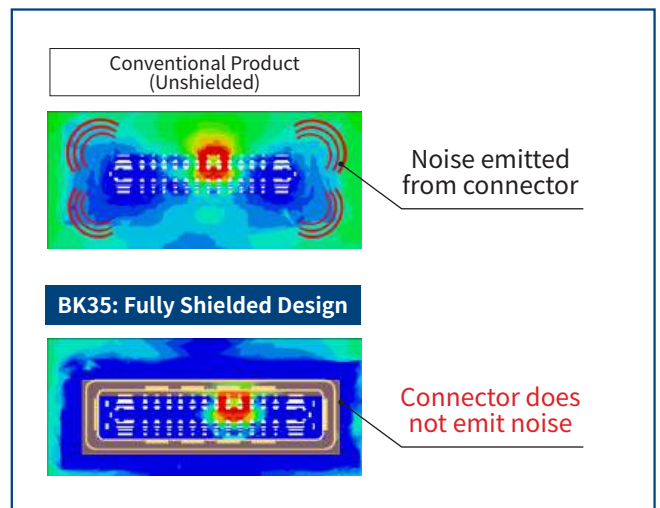 Conventional Product
(Unshielded)
Noise emitted
from connector
BK35: Fully Shielded Design
Connector does
not emit noise